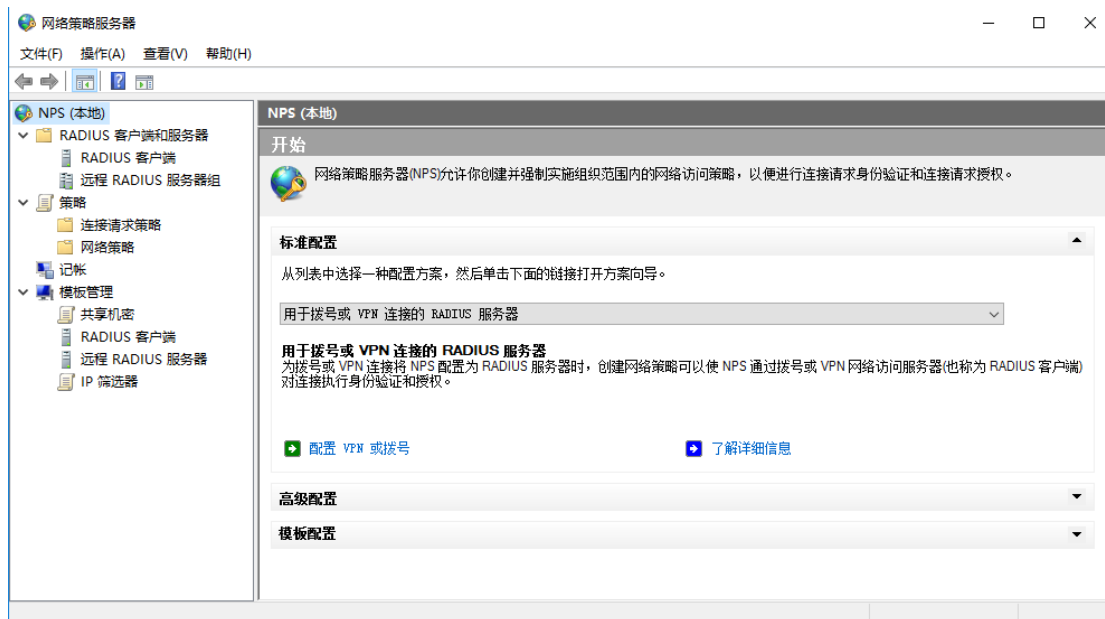 网络策略服务器
文件(F) 操作(A) 查看(V) 帮助(H)
NPS (本地)
RADIUS 客户端和服务器
RADIUS 客户端
远程 RADIUS 服务器组
策略
连接请求策略
网络策略
记帐
模板管理
共享机密
RADIUS 客户端
远程 RADIUS 服务器
IP 筛选器
NPS (本地)
开始
网络策略服务器(NPS)允许你创建并强制实施组织范围内的网络访问策略，以便进行连接请求身份验证和连接请求授权。
标准配置
从列表中选择一种配置方案，然后单击下面的链接打开方案向导。
用于拨号或 VPN 连接的 RADIUS 服务器
用于拨号或 VPN 连接的 RADIUS 服务器
为拨号或 VPN 连接将 NPS 配置为 RADIUS 服务器时，创建网络策略可以使 NPS 通过拨号或 VPN 网络访问服务器(也称为 RADIUS 客户端)
对连接执行身份验证和授权。
配置 VPN 或拨号 了解详细信息
高级配置
模板配置